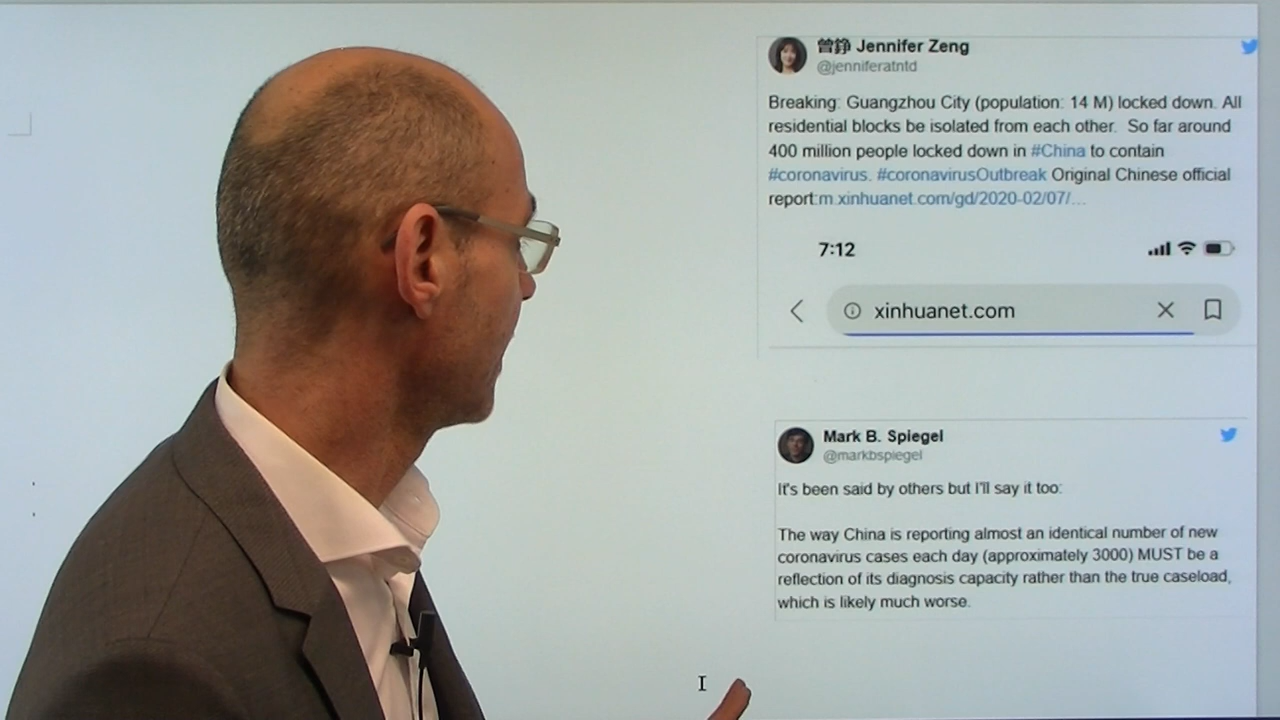 曾錚 Jennifer Zeng
@jenniferatntd
Breaking: Guangzhou City (population: 14 M) locked down. All
residential blocks be isolated from each other. So far around
400 million people locked down in #China to contain
#coronavirus. #coronavirusOutbreak Original Chinese official
report:m.xinhuanet.com/gd/2020-02/07/…
7:12
xinhuanet.com
Mark B. Spiegel
@markbspiegel
It's been said by others but I'll say it too:
The way China is reporting almost an identical number of new
coronavirus cases each day (approximately 3000) MUST be a
reflection of its diagnosis capacity rather than the true caseload,
which is likely much worse.